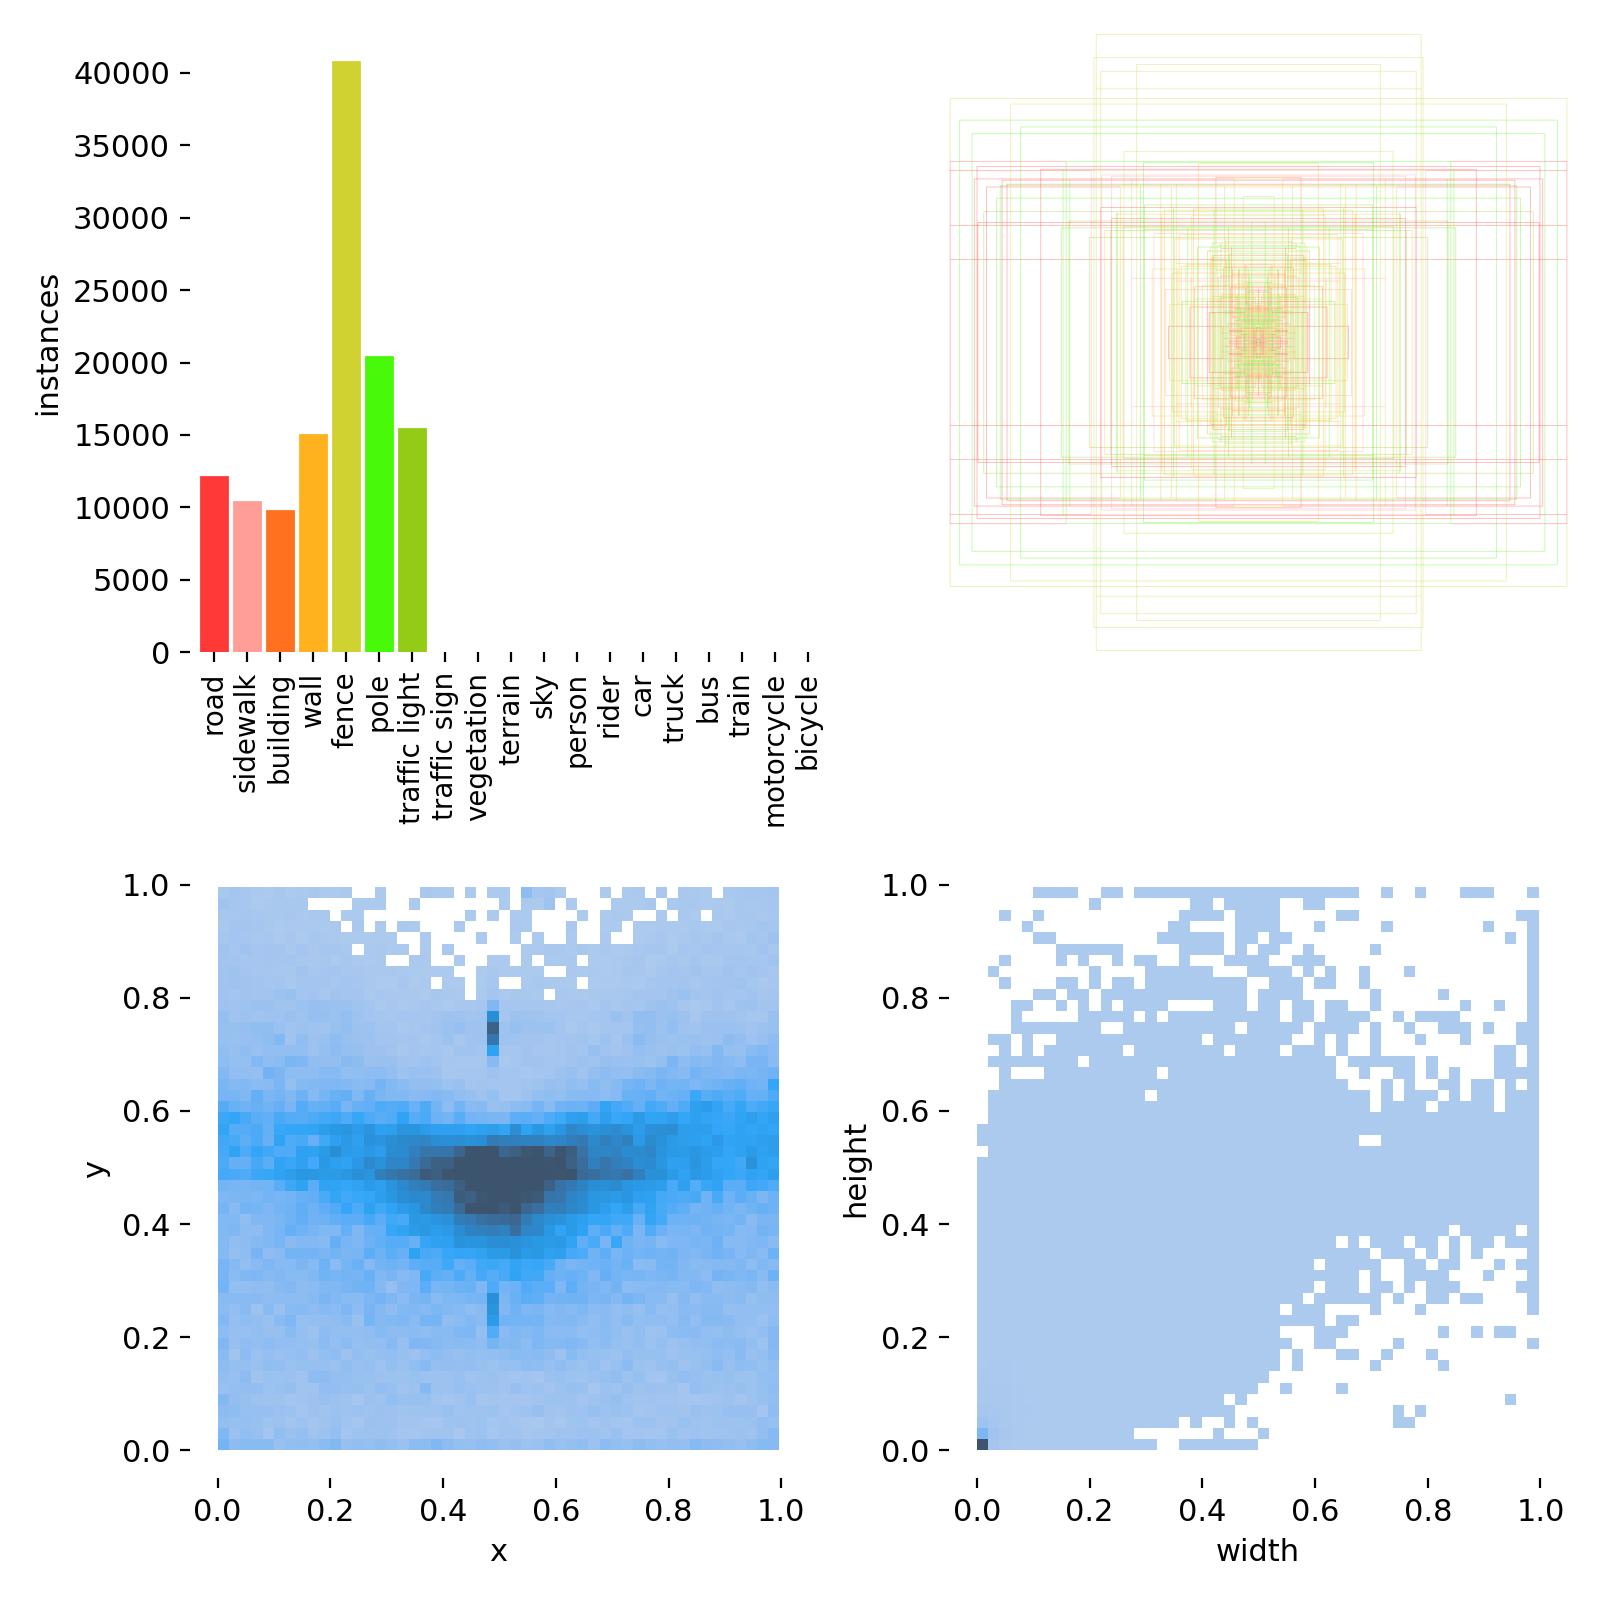 40000
35000
30000
25000
20000
15000
10000
5000
0
instances
road
sidewalk
building
wall
fence
pole
traffic light
traffic sign
vegetation
terrain
sky
person
rider
car
truck
bus
train
motorcycle
bicycle
1.0
0.8
0.6
0.4
0.2
0.0
y
0.0 0.2 0.4 0.6 0.8 1.0
x
1.0
0.8
0.6
0.4
0.2
0.0
height
0.0 0.2 0.4 0.6 0.8 1.0
width